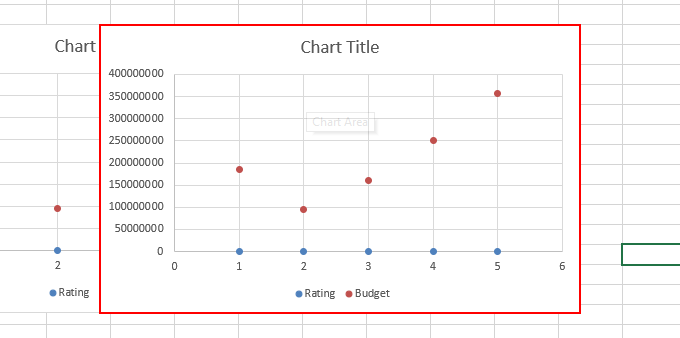 Chart
Chart Title
400000000
350000000
Chart Area
300000000
250000000
200000000
150000000
100000000
50000000
0
0 1 2 3 4 5 6
2
Rating
Rating Budget